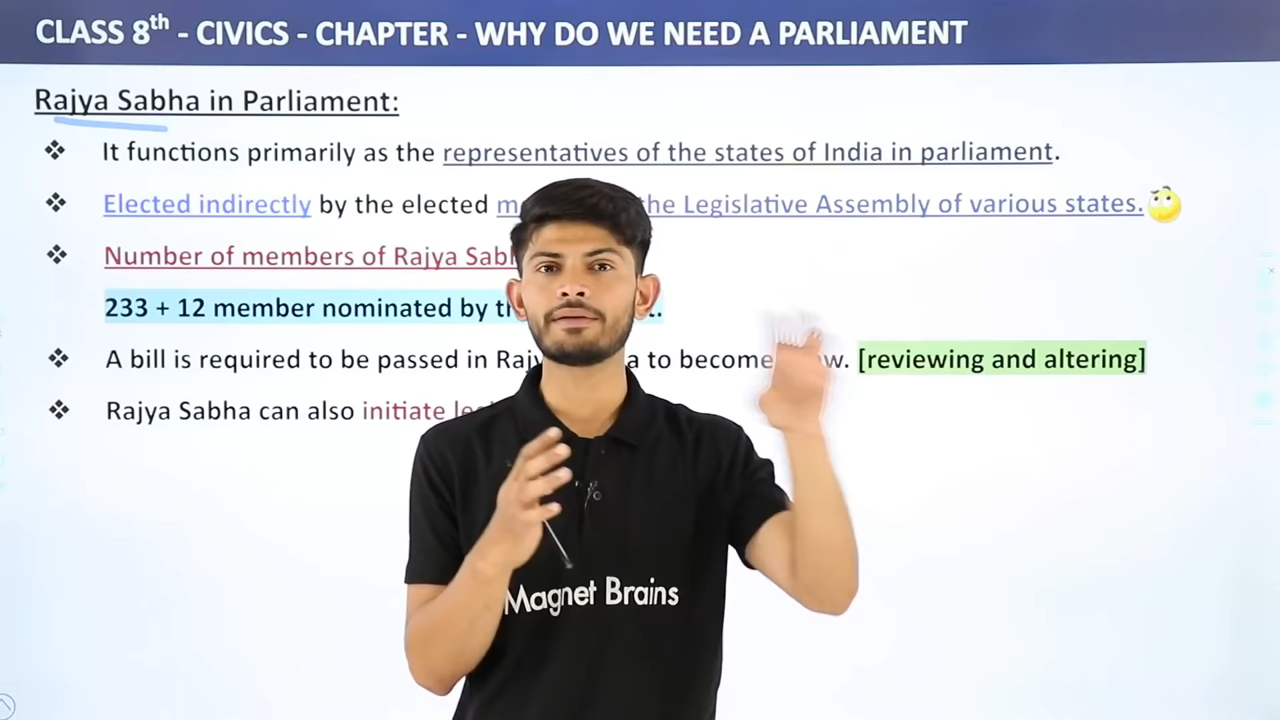 CLASS 8th - CIVICS - CHAPTER - WHY DO WE NEED A PARLIAMENT
Rajya Sabha in Parliament:
❖ It functions primarily as the representatives of the states of India in parliament.
❖ Elected indirectly by the elected the Legislative Assembly of various states.
❖ Number of members of Rajya
233 + 12 member nominated by
❖ A bill is required to be passed in to become [reviewing and altering]
❖ Rajya Sabha can also initiate
Magnet Brains